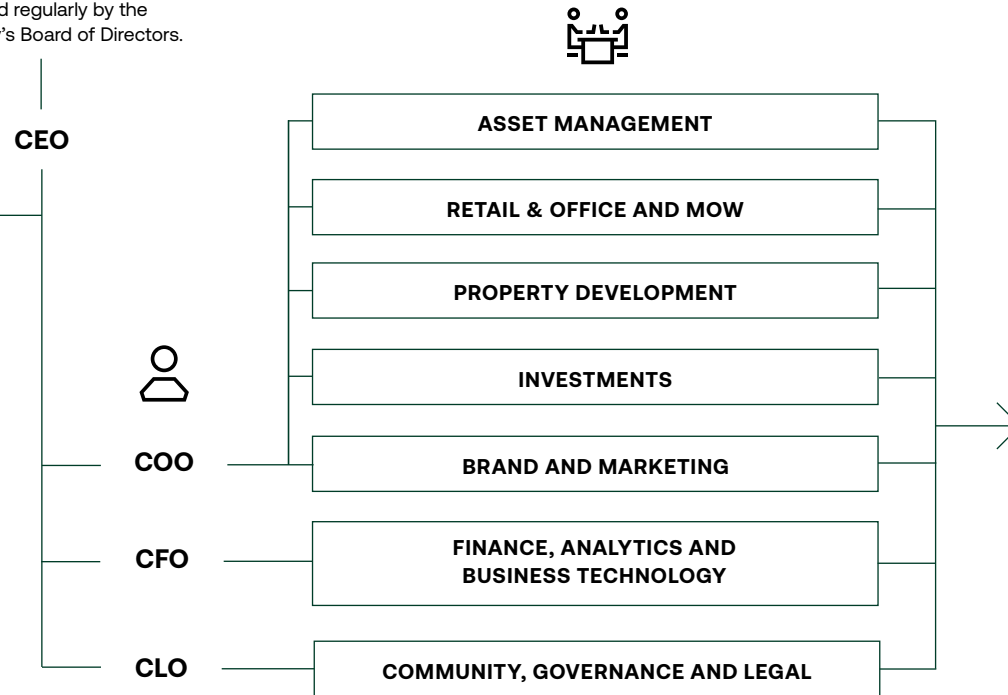 d regularly by the
's Board of Directors.
CEO
ASSET MANAGEMENT
RETAIL & OFFICE AND MOW
PROPERTY DEVELOPMENT
INVESTMENTS
COO
BRAND AND MARKETING
CFO
FINANCE, ANALYTICS AND
BUSINESS TECHNOLOGY
CLO
COMMUNITY, GOVERNANCE AND LEGAL